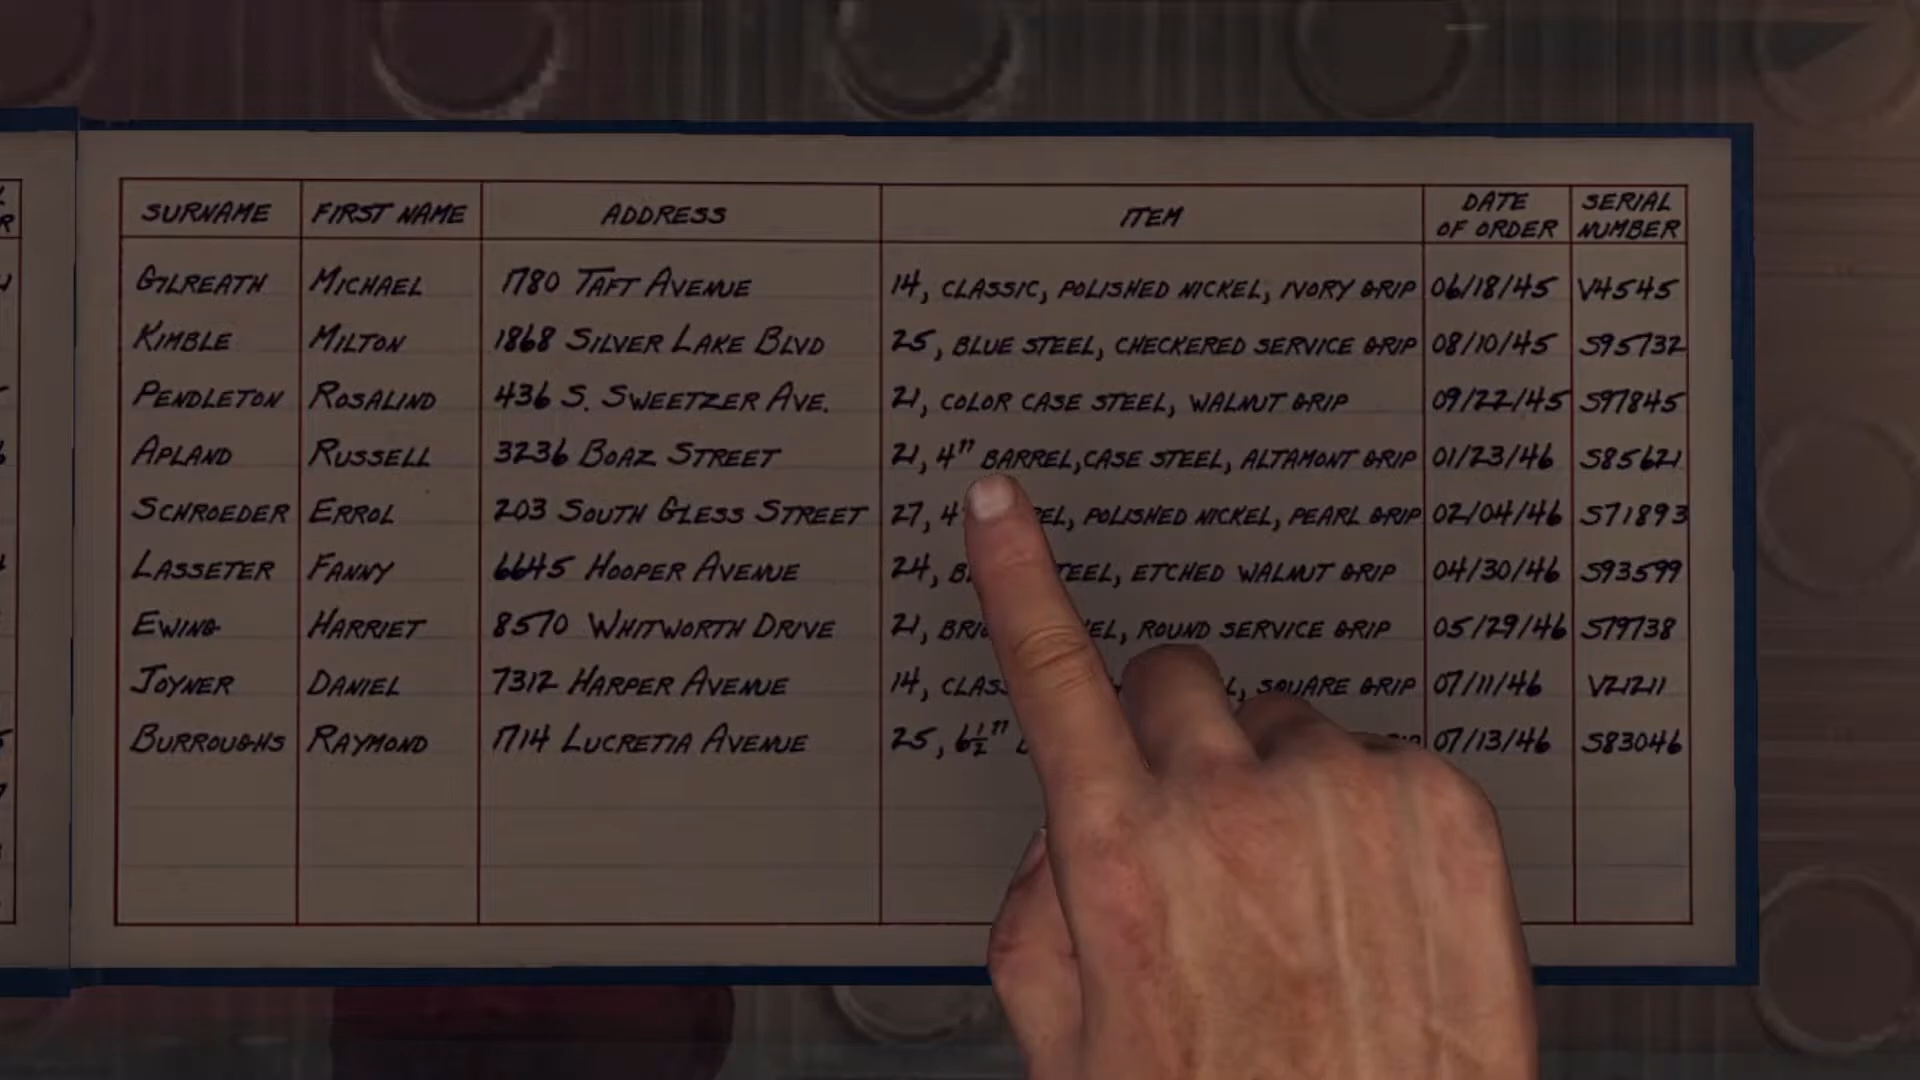 SURNAME FIRST NAME ADDRESS ITEM DATE OF ORDER SERIAL NUMBER
GILREATH MICHAEL 1780 TAFT AVENUE 14, CLASSIC, POLISHED NICKEL, IVORY GRIP 06/18/45 V4545
KIMBLE MILTON 1868 SILVER LAKE BLVD 25, BLUE STEEL, CHECKERED SERVICE GRIP 08/10/45 S95732
PENDLETON ROSALIND 436 S. SWEETZER AVE. 21, COLOR CASE STEEL, WALNUT GRIP 09/22/45 S97845
APLAND RUSSELL 3236 BOAZ STREET 21, 4" BARREL, CASE STEEL, ALTAMONT GRIP 01/23/46 S85621
SCHROEDER ERROL 203 SOUTH GLESS STREET 27, POLISHED NICKEL, PEARL GRIP 02/04/46 S71893
LASSETER FANNY 6645 HOOPER AVENUE 24, ETCHED WALNUT GRIP 04/30/46 S93599
EWING HARRIET 8570 WHITWORTH DRIVE 21, ROUND SERVICE GRIP 05/29/46 S79738
JOYNER DANIEL 7312 HARPER AVENUE 14, SQUARE GRIP 07/11/46 V21211
BURROUGHS RAYMOND 1714 LUCRETIA AVENUE 25, 6½" 07/13/46 S83046